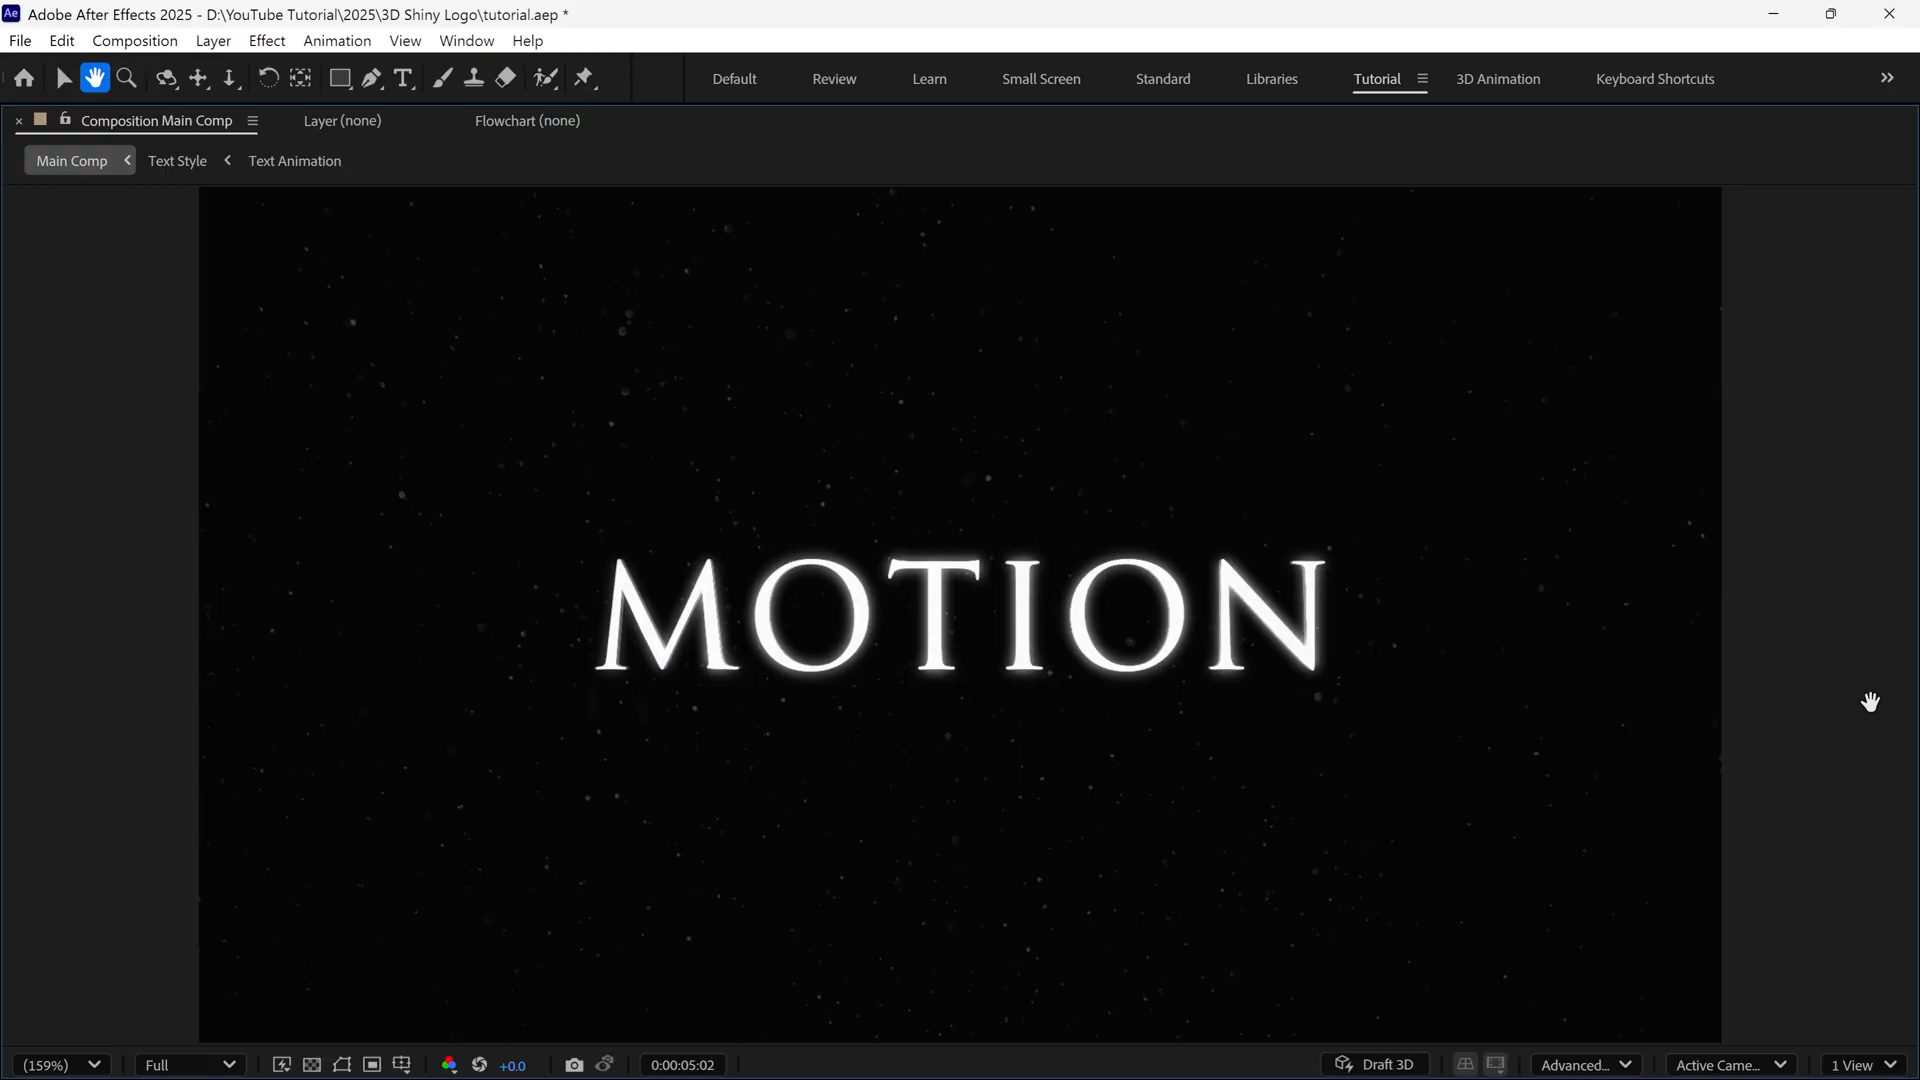 Ae Adobe After Effects 2025 - D:\YouTube Tutorial\2025\3D Shiny Logo\tutorial.aep *
File Edit Composition Layer Effect Animation View Window Help
Default Review Learn Small Screen Standard Libraries Tutorial 3D Animation Keyboard Shortcuts
Composition Main Comp Layer (none) Flowchart (none)
Main Comp Text Style Text Animation
MOTION
(159%) Full +0.0 0:00:05:02 Draft 3D Advanced... Active Came... 1 View